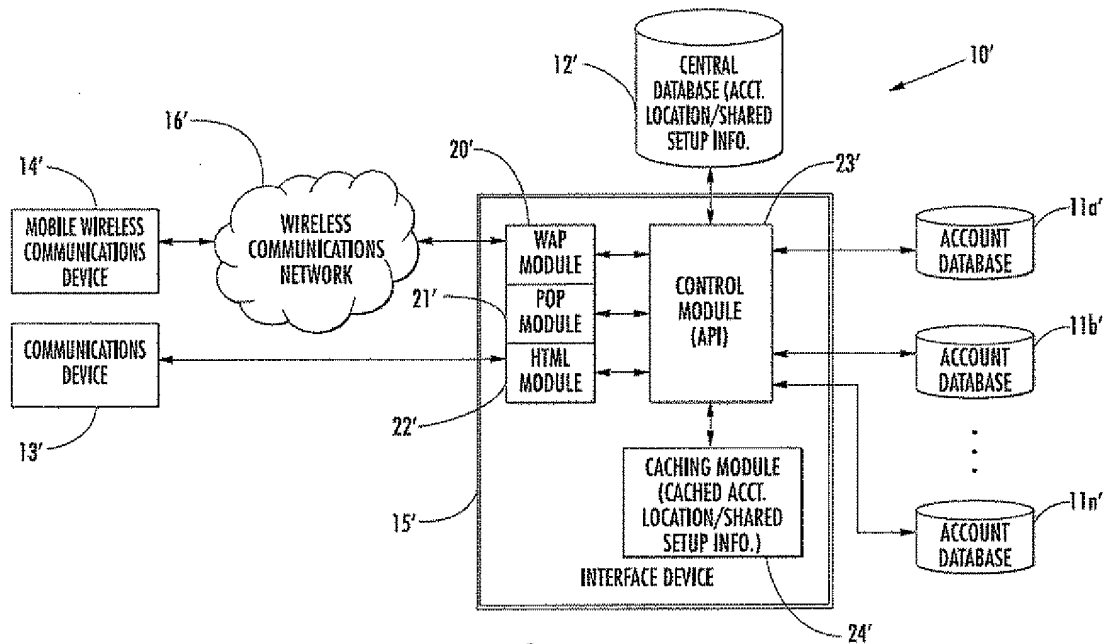 12'
CENTRAL
DATABASE (ACCT.
LOCATION/SHARED
SETUP INFO.
10'
16'
14'
20'
23'
11a'
MOBILE WIRELESS
COMMUNICATIONS
DEVICE
WIRELESS
COMMUNICATIONS
NETWORK
WAP
MODULE
ACCOUNT
DATABASE
21'
POP
MODULE
CONTROL
MODULE
(API)
11b'
COMMUNICATIONS
DEVICE
HTML
MODULE
ACCOUNT
DATABASE
22'
13'
CACHING MODULE
(CACHED ACCT.
LOCATION/SHARED
SETUP INFO.)
15'
11n'
ACCOUNT
DATABASE
INTERFACE DEVICE
24'